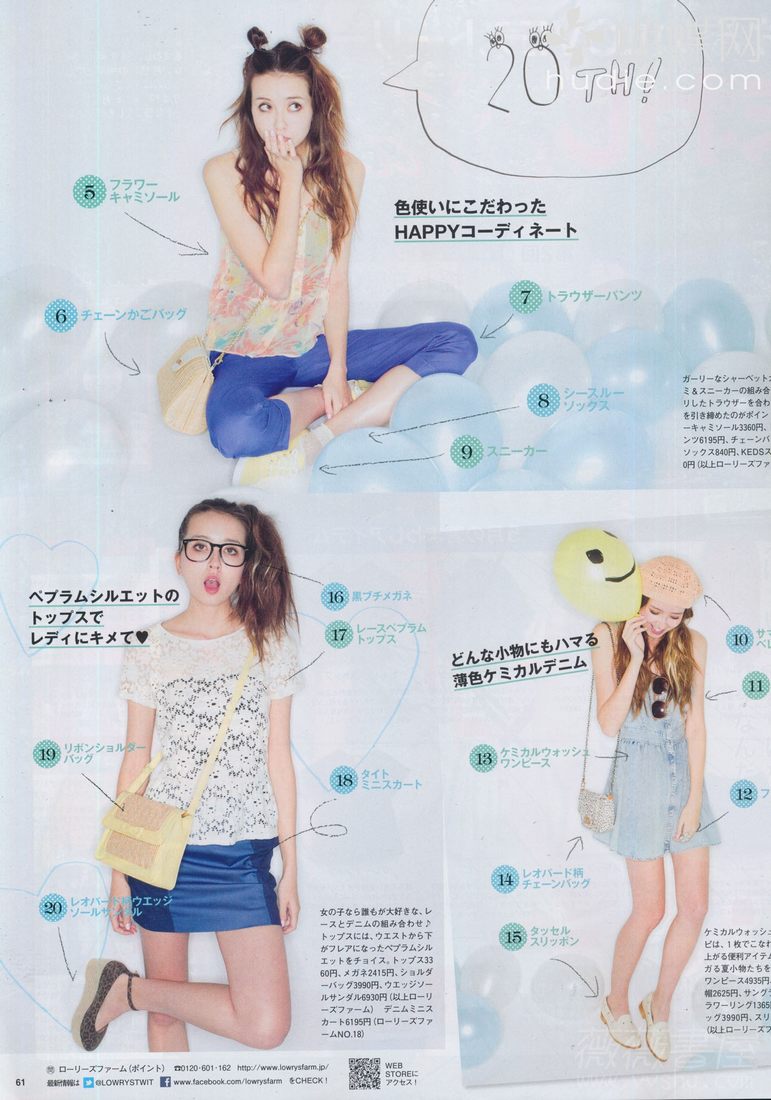 20TH!
hudie.com
5 フラワー
キャミソール
色使いにこだわった
HAPPYコーディネート
6 チェーンかごバッグ
7 トラウザーパンツ
8 シースルー
ソックス
9 スニーカー
ガーリーなシャーベットカ
ミ&スニーカーの組み合
リしたトラウザーを合わ
を引き締めたのがポイン
ーキャミソール3360円、
ンツ6195円、チェーンバ
ソックス840円、KEDSス
0円(以上ローリーズファ
ペプラムシルエットの
トップスで
レディにキメて♥
16 黒ブチメガネ
17 レースペプラム
トップス
19 リボンショルダー
バッグ
18 タイト
ミニスカート
20 レオパード柄ウエッジ
ソールサンダル
女の子なら誰もが大好きな、レ
ースとデニムの組み合わせ♪
トップスには、ウエストから下
がフレアになったペプラムシル
エットをチョイス。トップス33
60円、メガネ2415円、ショルダ
ーバッグ3990円、ウエッジソー
ルサンダル6930円(以上ローリ
ーズファーム) デニムミニス
カート6195円(ローリーズファ
ームNO.18)
どんな小物にもハマる
薄色ケミカルデニム
10 サマ
ベレ
11
13 ケミカルウォッシュ
ワンピース
12 フ
14 レオパード柄
チェーンバッグ
15 タッセル
スリッポン
ケミカルウォッシュ
ピは、1枚でこなれ
上がる便利アイテム
ガる夏小物たちを
ワンピース4935円、
帽2625円、サングラ
ラワーリング1365
ッグ3990円、スリ
(以上ローリーズファ
61
問 ローリーズファーム(ポイント) ☎0120・601・162 http://www.lowrysfarm.jp/
最新情報は @LOWRYSTWIT www.facebook.com/lowrysfarm をCHECK!
WEB
STOREに
アクセス!